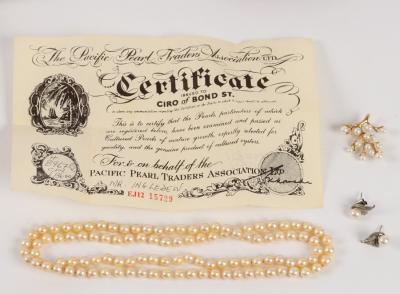 The Pacific Pearl Traders Association LTD.
Certificate
ISSUED TO
CIRO of BOND ST.
This is to certify that the Pearls particulars of which
are registered below, have been examined and passed as
Cultured Pearls of mature growth, expertly selected for
quality, and the genuine product of cultured oysters.
For & on behalf of the
PACIFIC PEARL TRADERS ASSOCIATION LTD
MR INGLEDEW
EJ12 15729